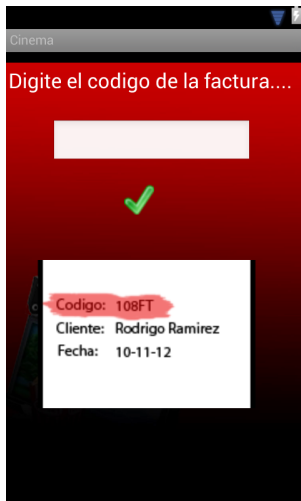 Cinema
Digite el codigo de la factura....
Codigo: 108FT
Cliente: Rodrigo Ramirez
Fecha: 10-11-12